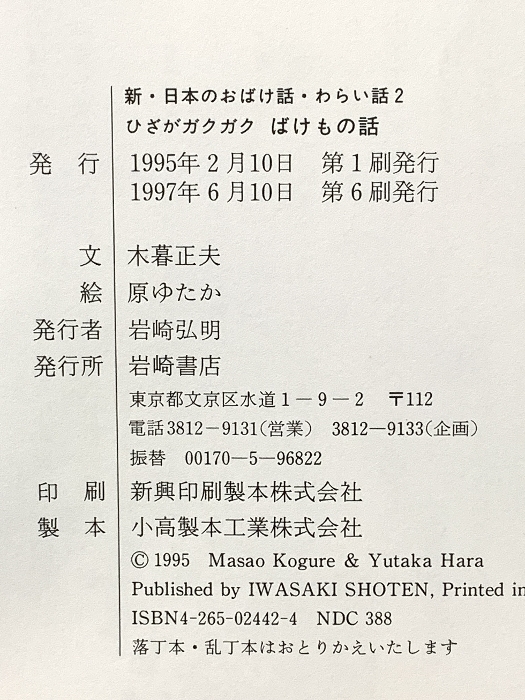 新・日本のおばけ話・わらい話2
ひざがガクガク ばけもの話
発 行 1995年2月10日 第1刷発行
1997年6月10日 第6刷発行
文 木暮正夫
絵 原ゆたか
発行者 岩崎弘明
発行所 岩崎書店
東京都文京区水道1－9－2 〒112
電話3812－9131(営業) 3812－9133(企画)
振替 00170－5－96822
印 刷 新興印刷製本株式会社
製 本 小高製本工業株式会社
© 1995 Masao Kogure & Yutaka Hara
Published by IWASAKI SHOTEN, Printed in
ISBN4-265-02442-4 NDC 388
落丁本・乱丁本はおとりかえいたします